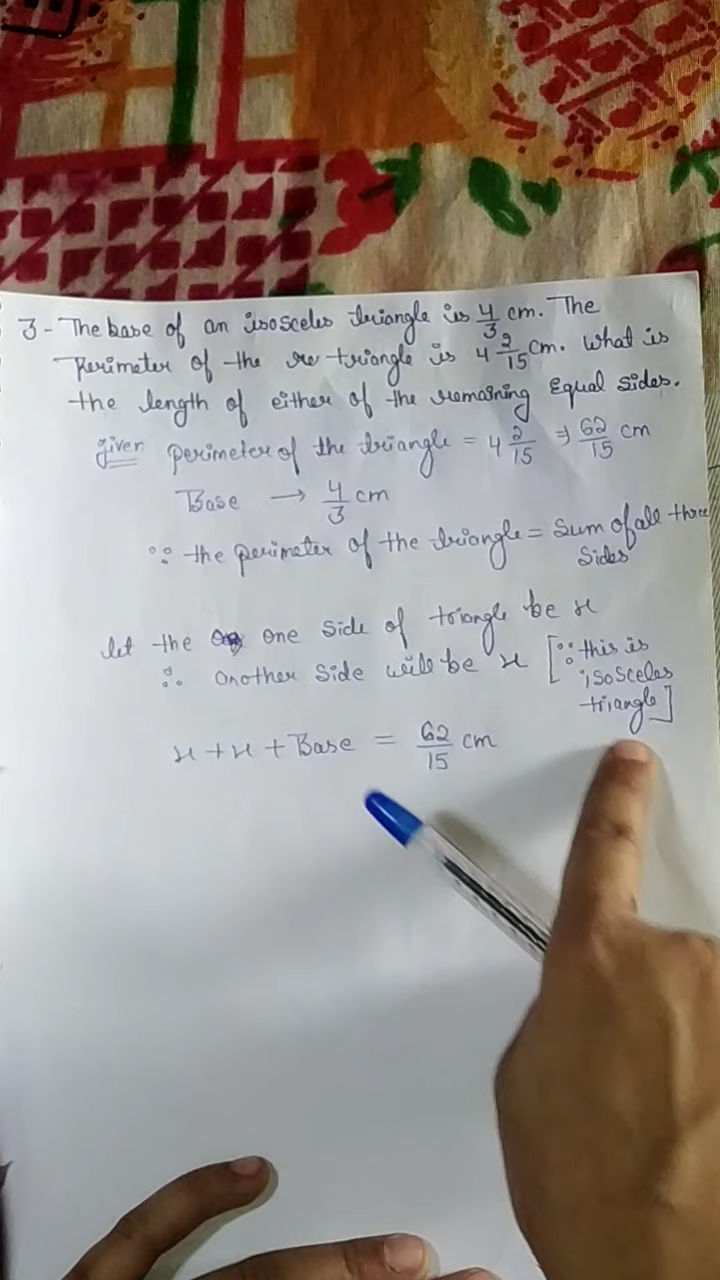 3- The base of an isosceles triangle is 4/3 cm. The
Perimeter of the re triangle is 4 2/15 cm. What is
the length of either of the remaining Equal Sides.
given perimeter of the triangle = 4 2/15 ⇒ 62/15 cm
Base → 4/3 cm
∵ the perimeter of the triangle = Sum of all three
Sides
let the one side of triangle be x
∴ another side will be x [∵ this is
isosceles
triangle]
x + x + Base = 62/15 cm